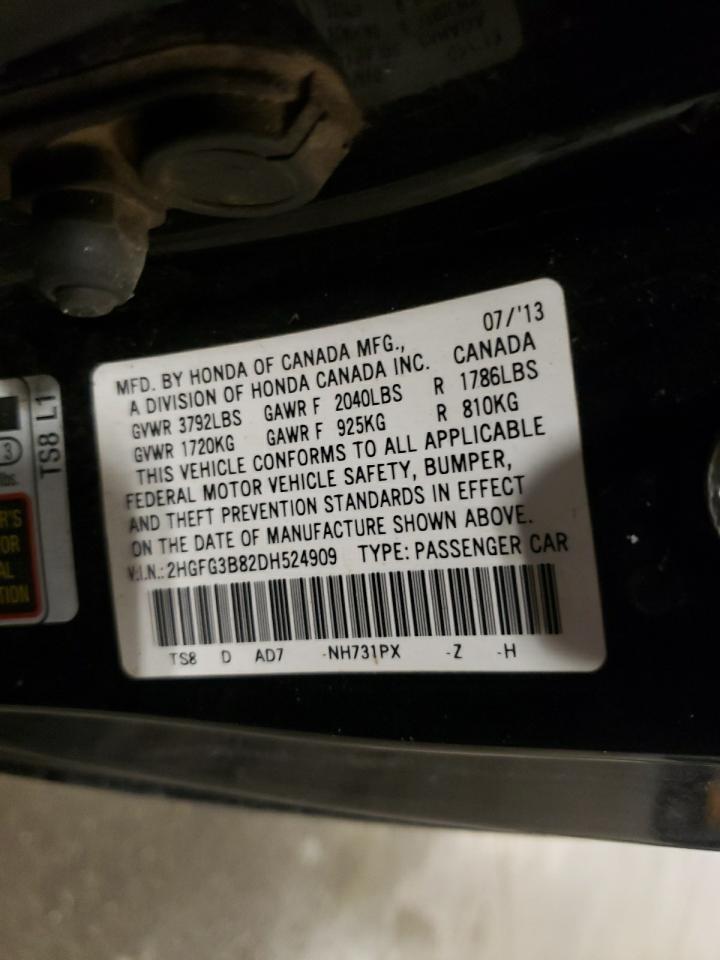 07/'13
MFD. BY HONDA OF CANADA MFG.,
A DIVISION OF HONDA CANADA INC. CANADA
GVWR 3792LBS GAWR F 2040LBS R 1786LBS
GVWR 1720KG GAWR F 925KG R 810KG
THIS VEHICLE CONFORMS TO ALL APPLICABLE
FEDERAL MOTOR VEHICLE SAFETY, BUMPER,
AND THEFT PREVENTION STANDARDS IN EFFECT
ON THE DATE OF MANUFACTURE SHOWN ABOVE.
V.I.N.: 2HGFG3B82DH524909 TYPE: PASSENGER CAR
TS8 D AD7 -NH731PX -Z -H
TS8 L1
3
lbs.